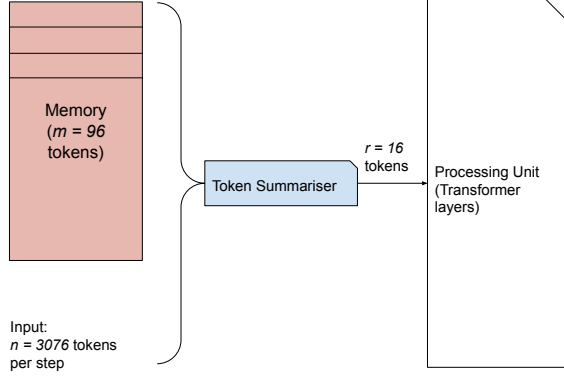 Memory
(m = 96
tokens)
Input:
n = 3076 tokens
per step
Token Summariser
r = 16
tokens
Processing Unit
(Transformer
layers)